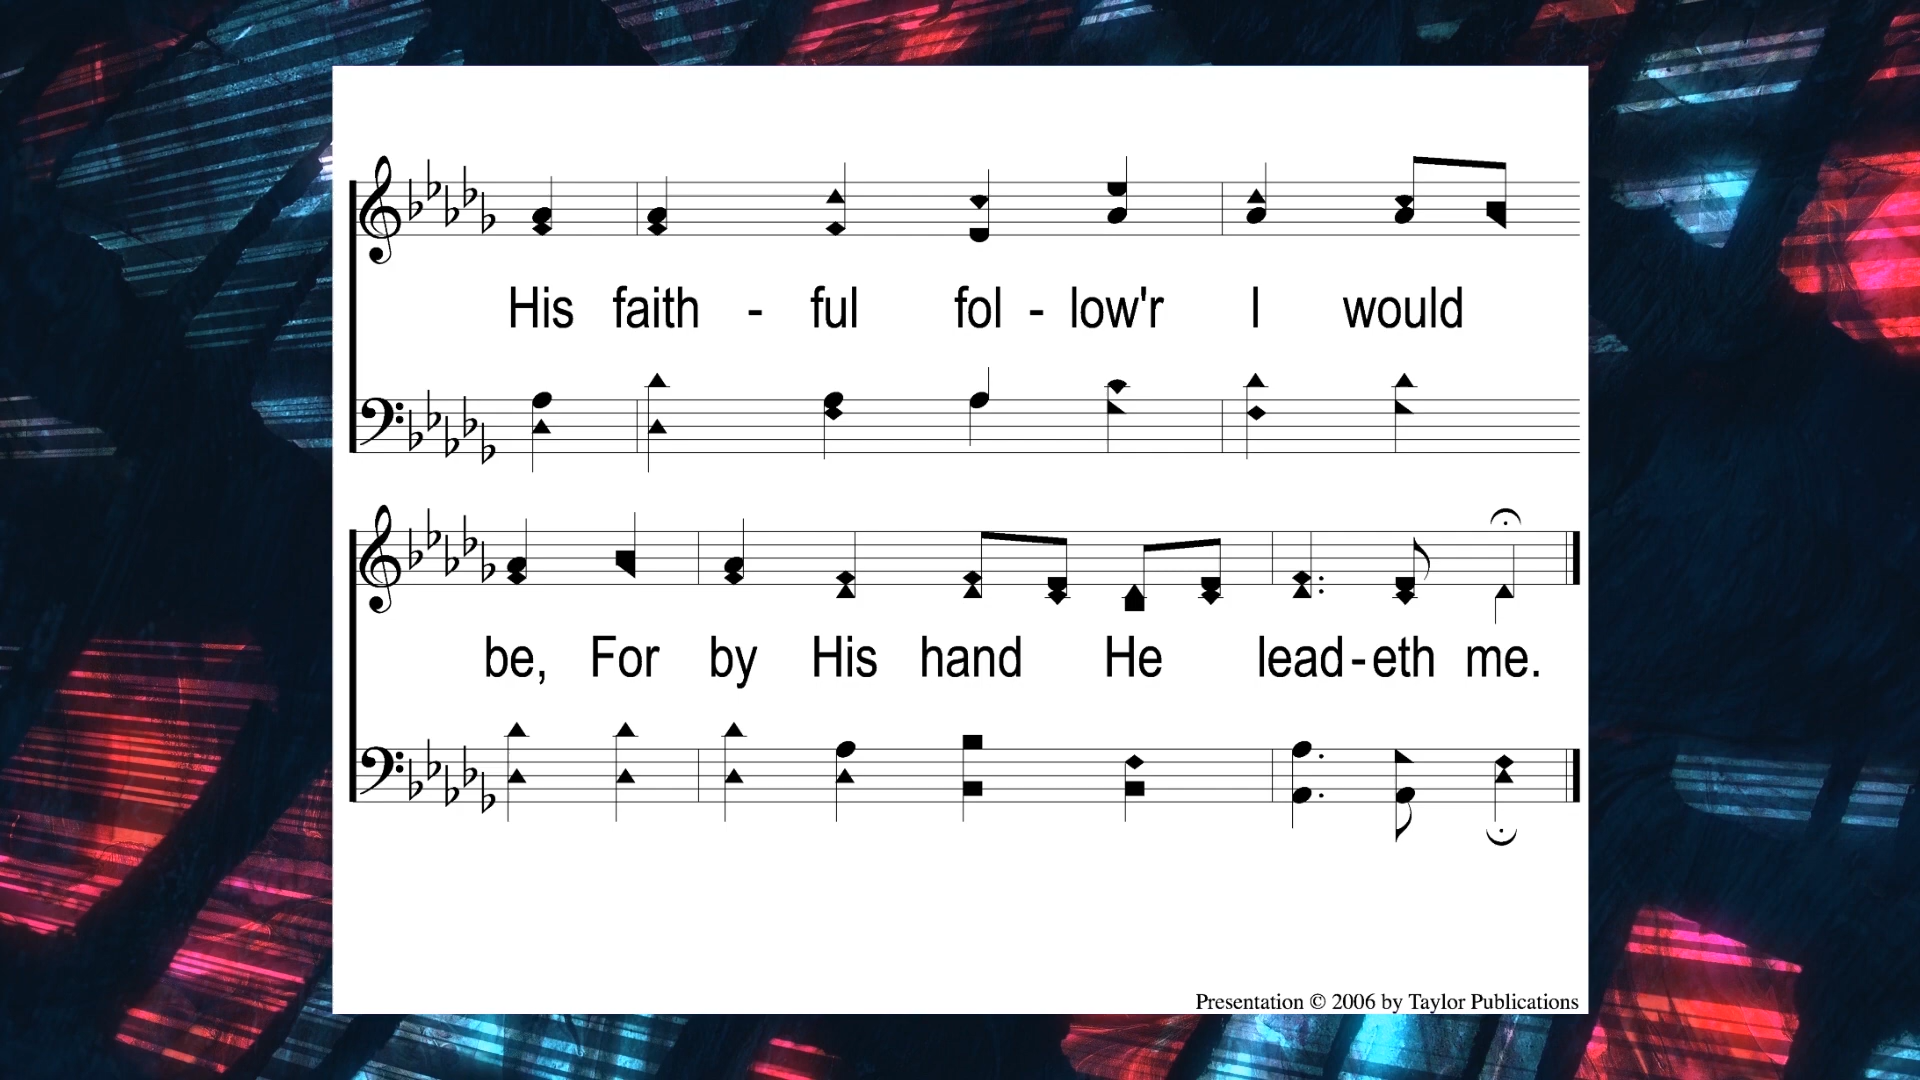 His faith - ful fol - low'r I would
be, For by His hand He lead - eth me.
Presentation © 2006 by Taylor Publications